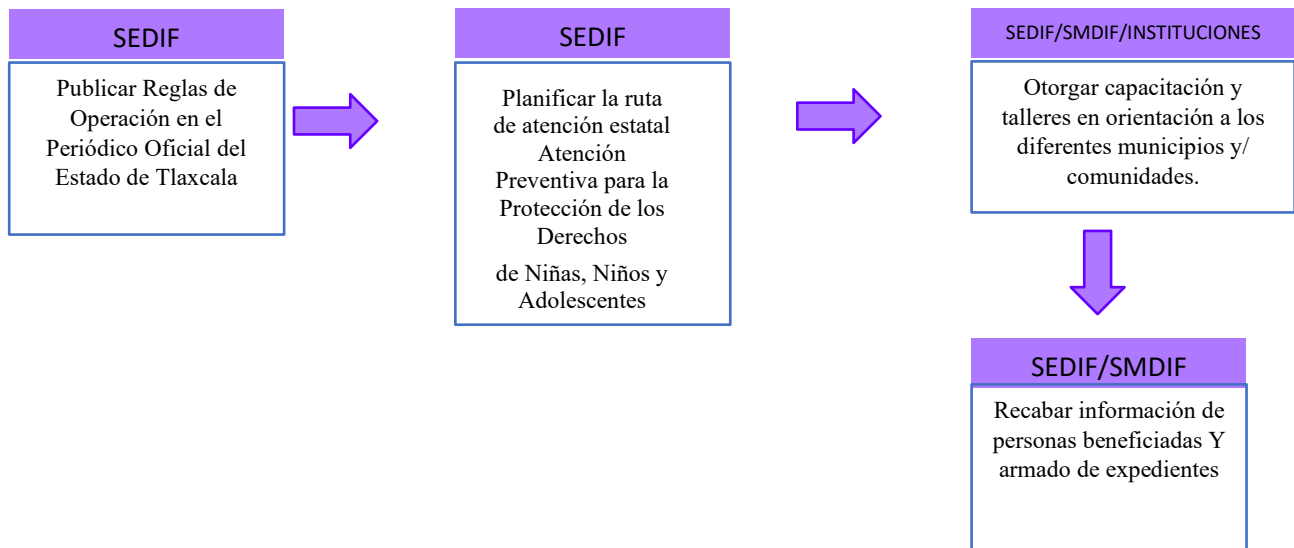 SEDIF
Publicar Reglas de
Operación en el
Periódico Oficial del
Estado de Tlaxcala
SEDIF
Planificar la ruta
de atención estatal
Atención
Preventiva para la
Protección de los
Derechos
de Niñas, Niños y
Adolescentes
SEDIF/SMDIF/INSTITUCIONES
Otorgar capacitación y
talleres en orientación a los
diferentes municipios y/
comunidades.
SEDIF/SMDIF
Recabar información de
personas beneficiadas Y
armado de expedientes